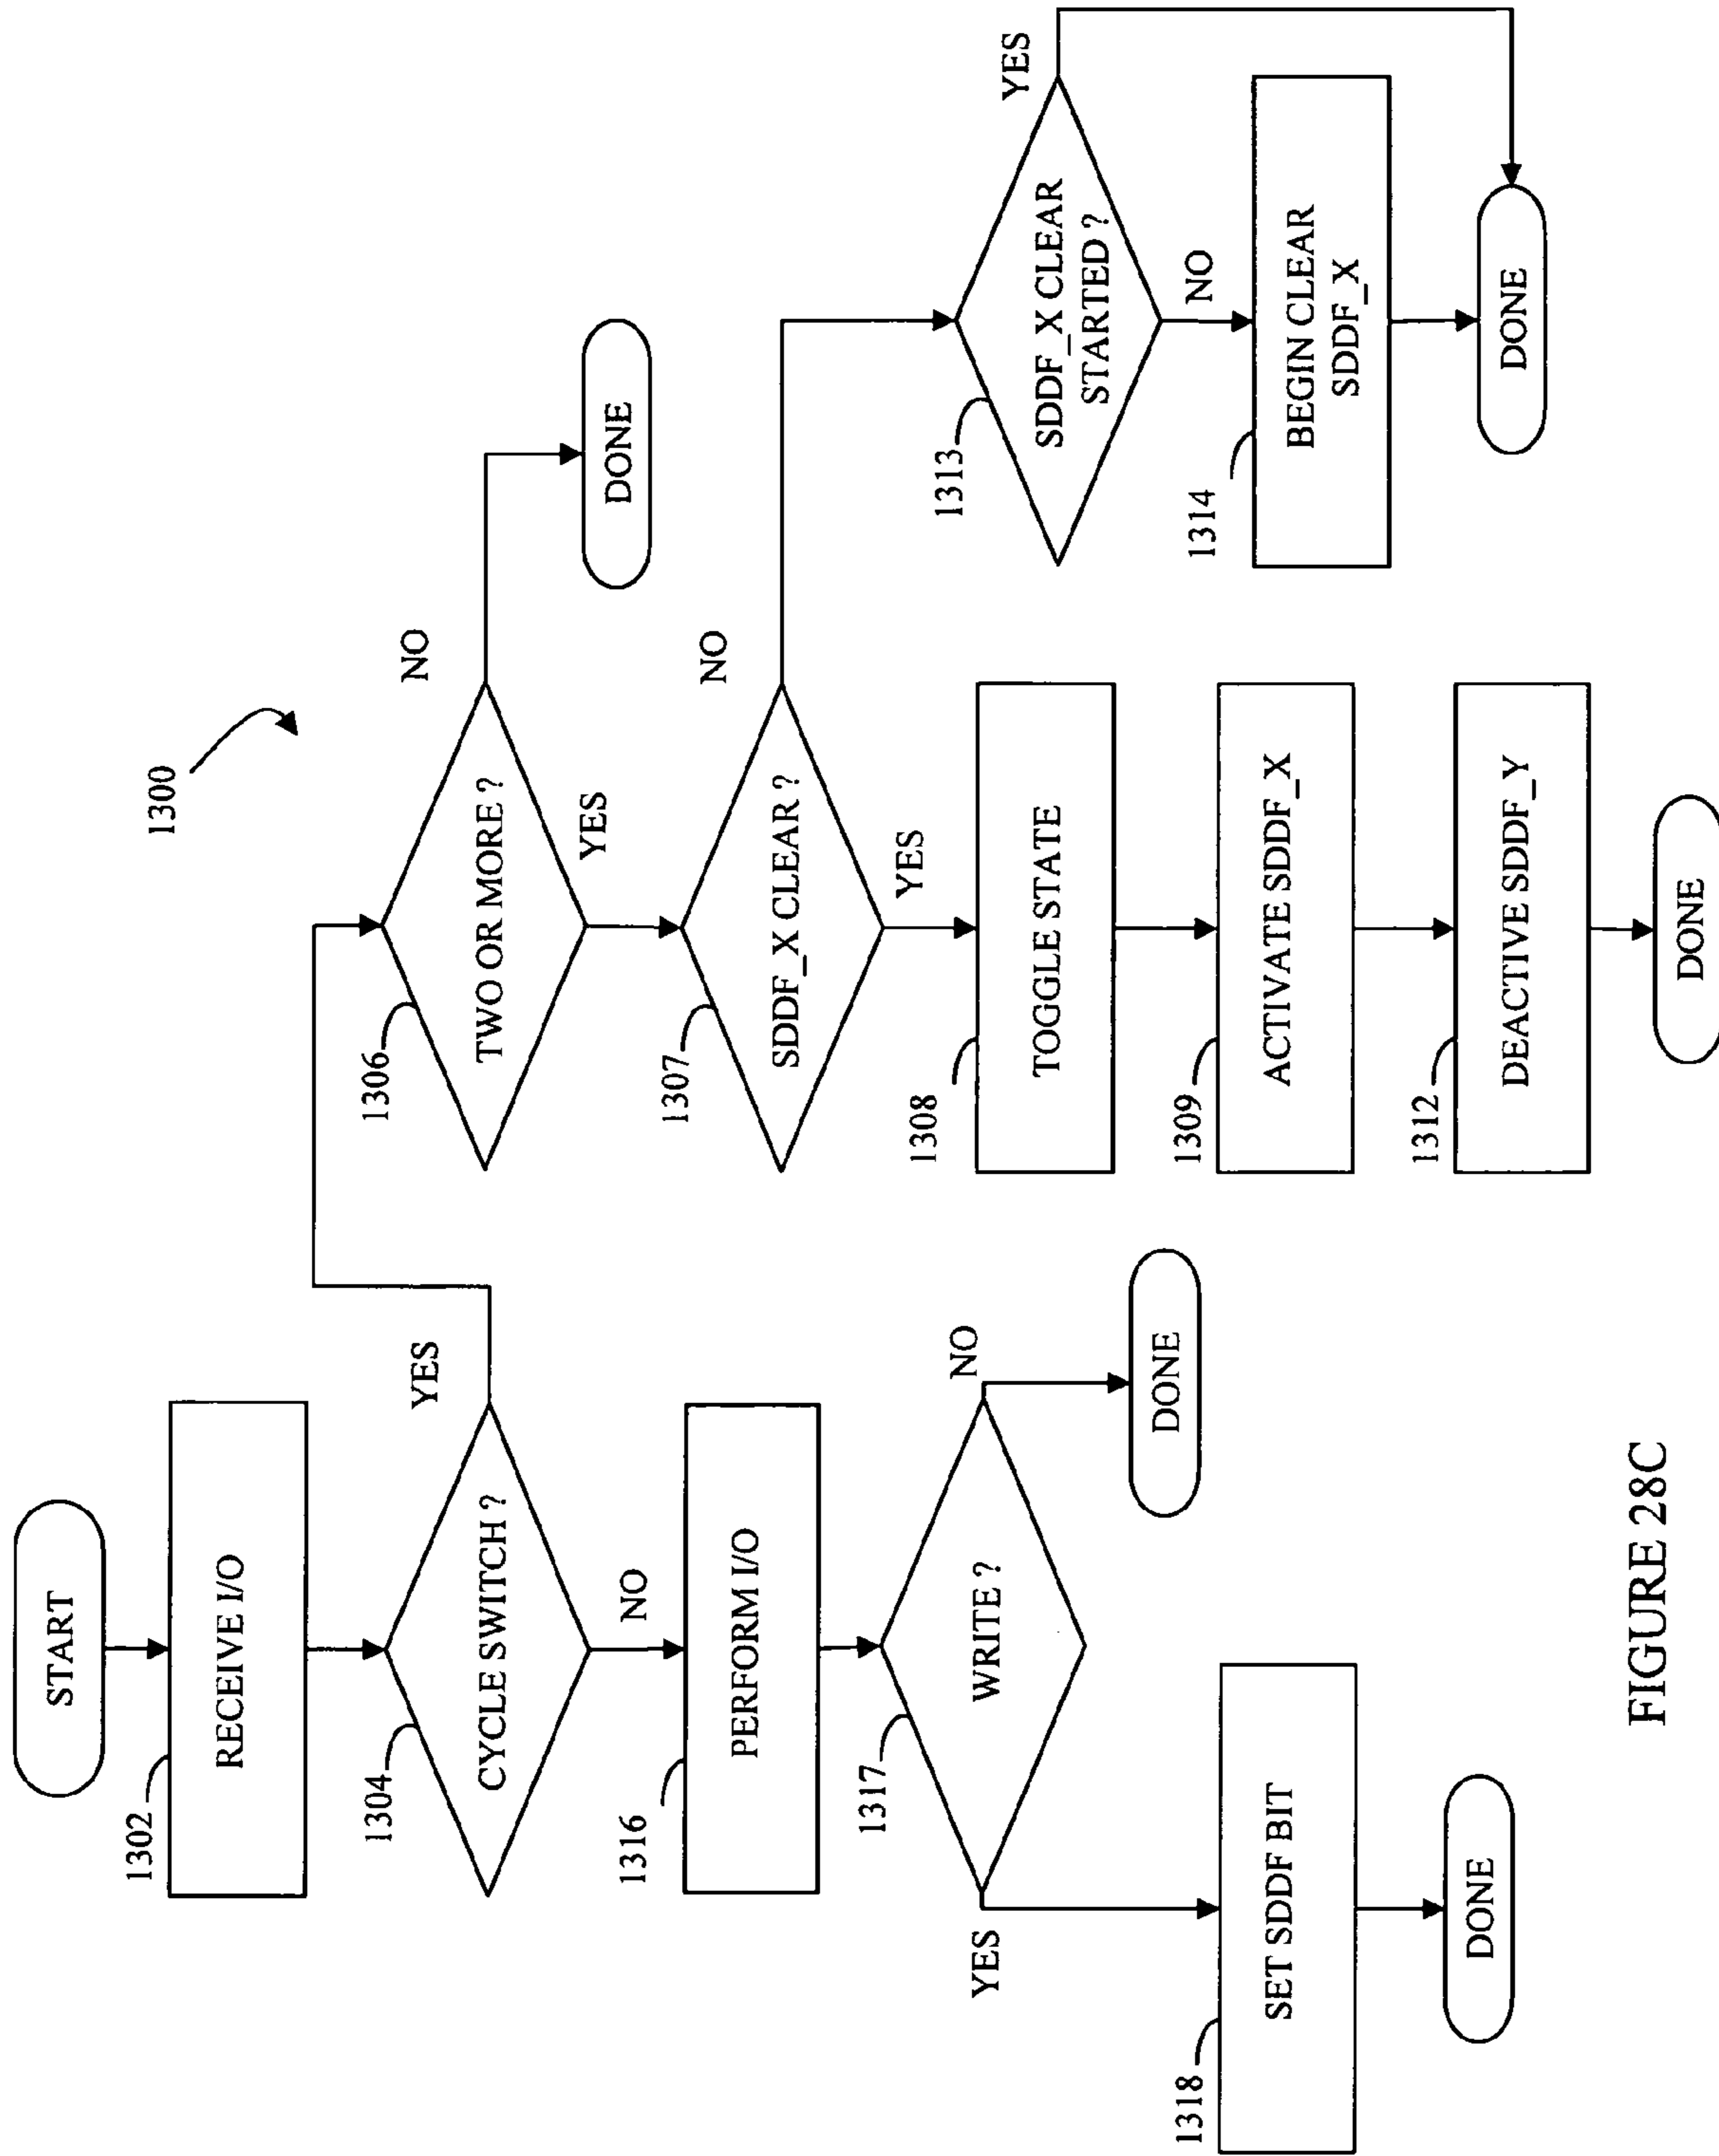 START
1302
RECEIVE I/O
1304
CYCLE SWITCH ?
YES
NO
1316
PERFORM I/O
1317
WRITE ?
YES
NO
1318
SET SDDF BIT
DONE
DONE
1300
1306
TWO OR MORE ?
NO
DONE
YES
1307
SDDF_X CLEAR ?
NO
YES
1308
TOGGLE STATE
1309
ACTIVATE SDDF_X
1312
DEACTIVE SDDF_Y
DONE
1313
SDDF_X CLEAR
STARTED ?
YES
NO
1314
BEGIN CLEAR
SDDF_X
DONE
FIGURE 28C